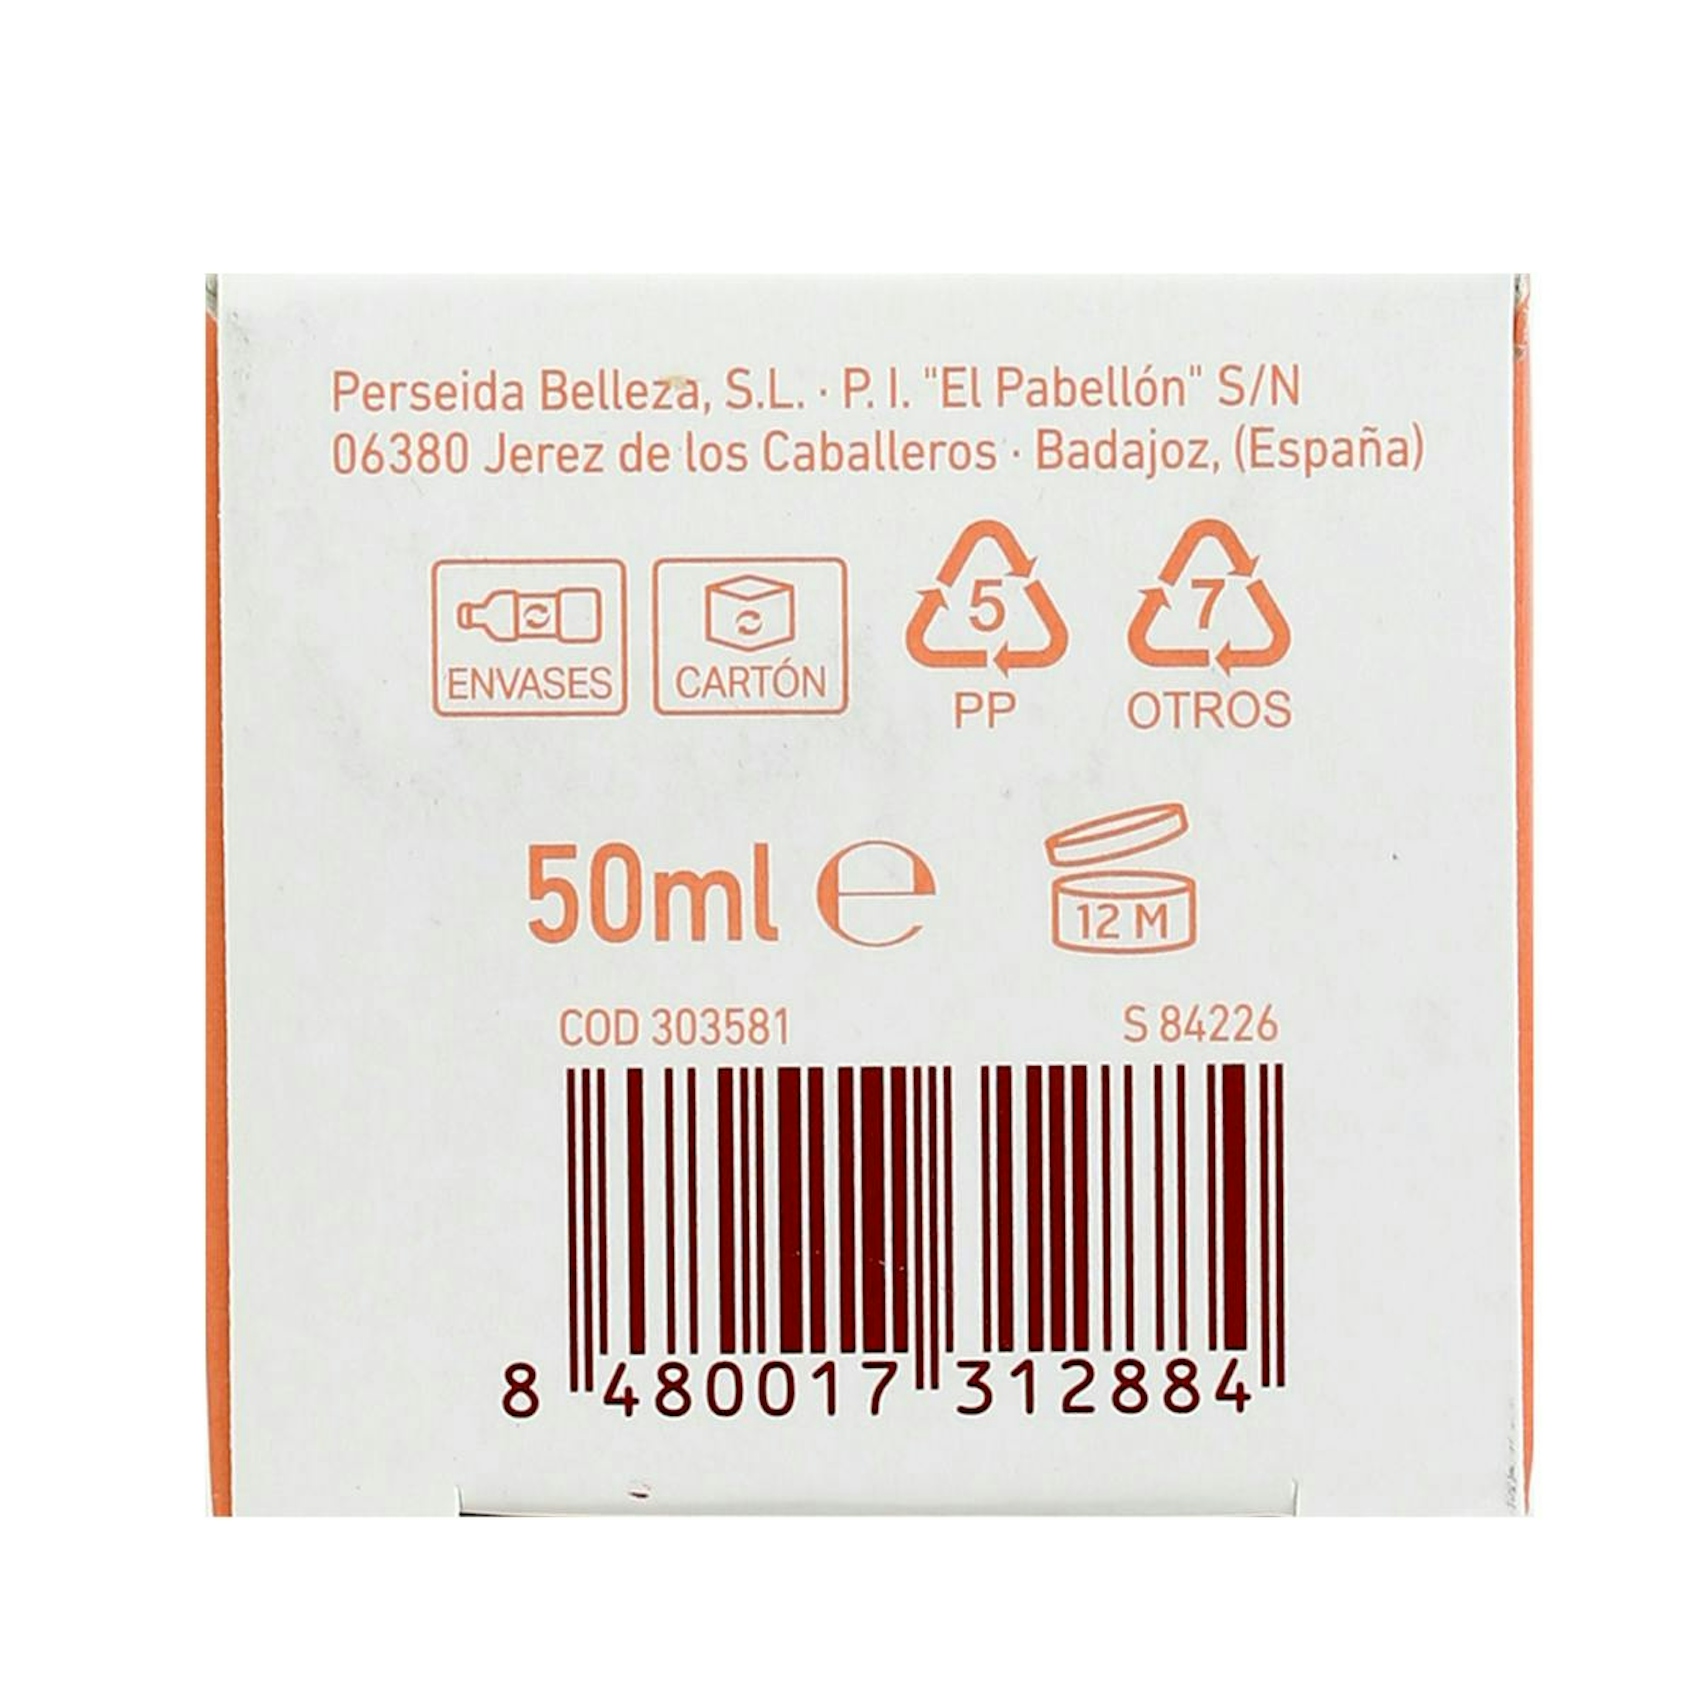 Perseida Belleza, S.L. · P. I. "El Pabellón" S/N
06380 Jerez de los Caballeros · Badajoz, (España)
ENVASES
CARTÓN
5
PP
7
OTROS
50ml e
12 M
COD 303581
S 84226
8 480017 312884